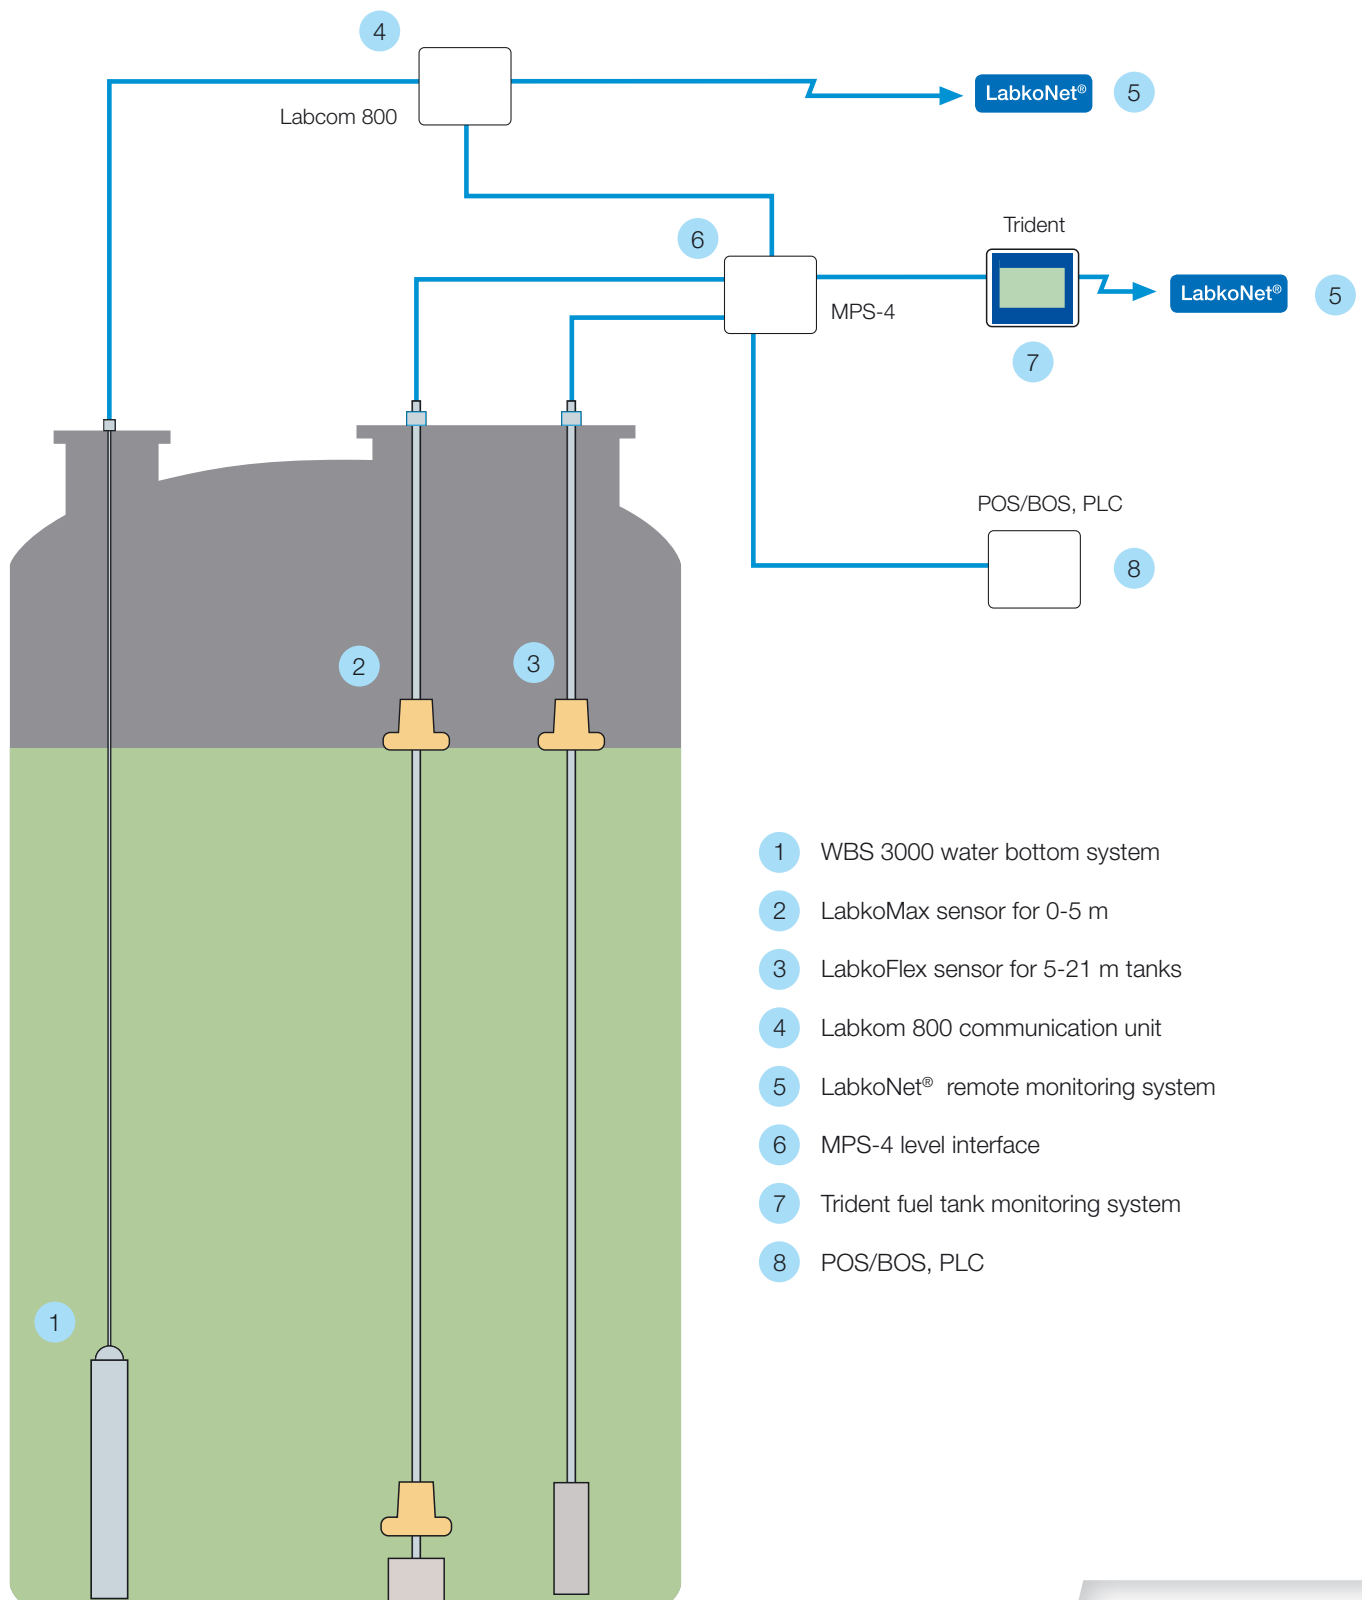 4
Labcom 800
LabkoNet®
5
6
MPS-4
Trident
LabkoNet®
5
7
POS/BOS, PLC
8
2
3
1
1 WBS 3000 water bottom system
2 LabkoMax sensor for 0-5 m
3 LabkoFlex sensor for 5-21 m tanks
4 Labkom 800 communication unit
5 LabkoNet® remote monitoring system
6 MPS-4 level interface
7 Trident fuel tank monitoring system
8 POS/BOS, PLC